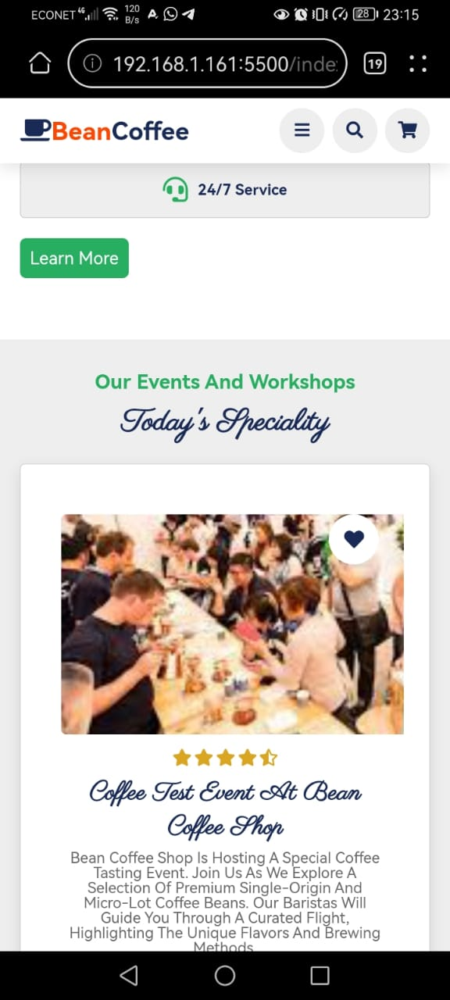 ECONET 4G 120 B/s 28 23:15
192.168.1.161:5500/inde
19
BeanCoffee
24/7 Service
Learn More
Our Events And Workshops
Today's Speciality
Coffee Test Event At Bean
Coffee Shop
Bean Coffee Shop Is Hosting A Special Coffee
Tasting Event. Join Us As We Explore A
Selection Of Premium Single-Origin And
Micro-Lot Coffee Beans. Our Baristas Will
Guide You Through A Curated Flight,
Highlighting The Unique Flavors And Brewing
Methods